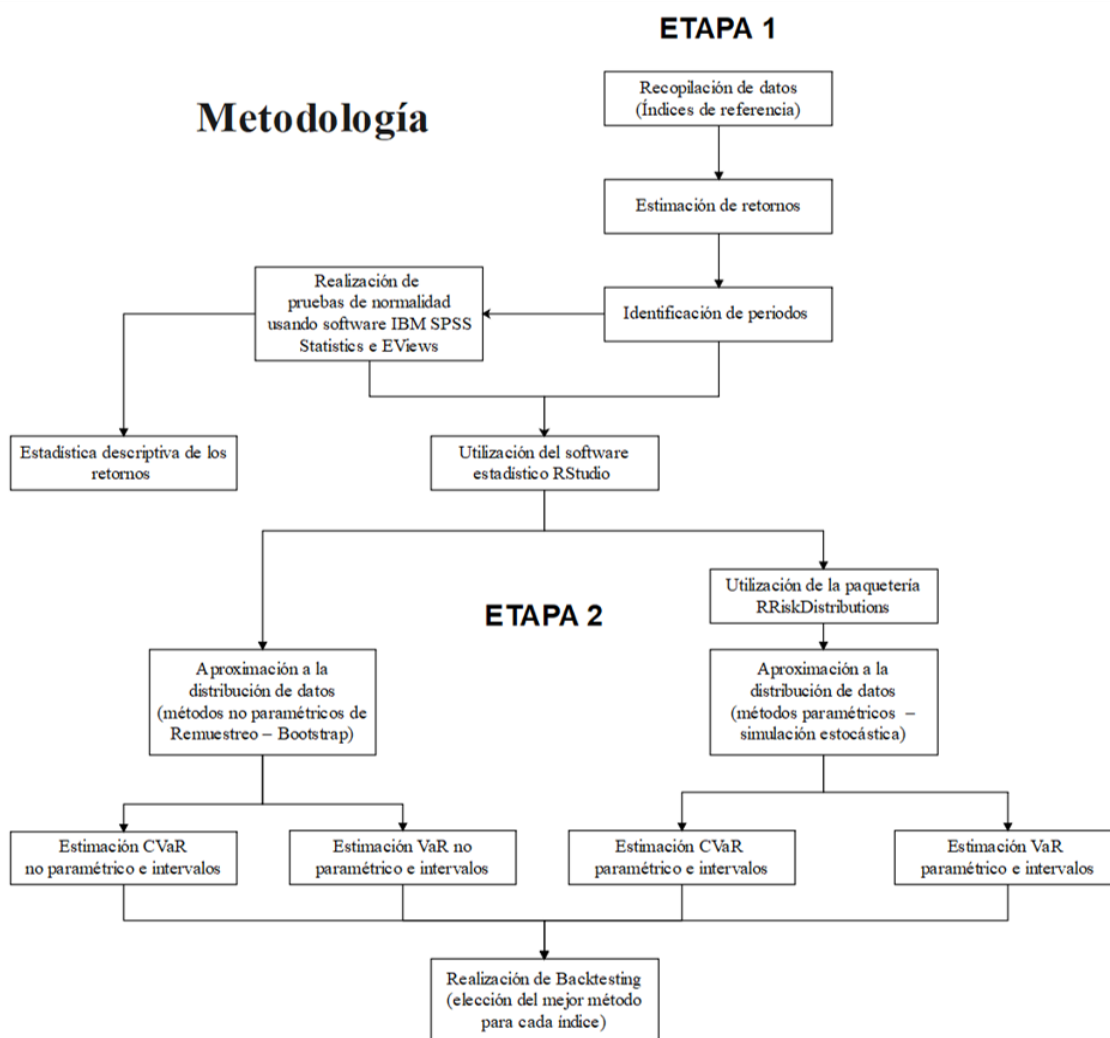 ETAPA 1
Metodología
Recopilación de datos
(Índices de referencia)
Estimación de retornos
Realización de
pruebas de normalidad
usando software IBM SPSS
Statistics e EViews
Identificación de periodos
Estadística descriptiva de los
retornos
Utilización del software
estadístico RStudio
Utilización de la paquetería
RRiskDistributions
ETAPA 2
Aproximación a la
distribución de datos
(métodos no paramétricos de
Remuestreo – Bootstrap)
Aproximación a la
distribución de datos
(métodos paramétricos –
simulación estocástica)
Estimación CVaR
no paramétrico e intervalos
Estimación VaR no
paramétrico e intervalos
Estimación CVaR
paramétrico e intervalos
Estimación VaR
paramétrico e intervalos
Realización de Backtesting
(elección del mejor método
para cada índice)